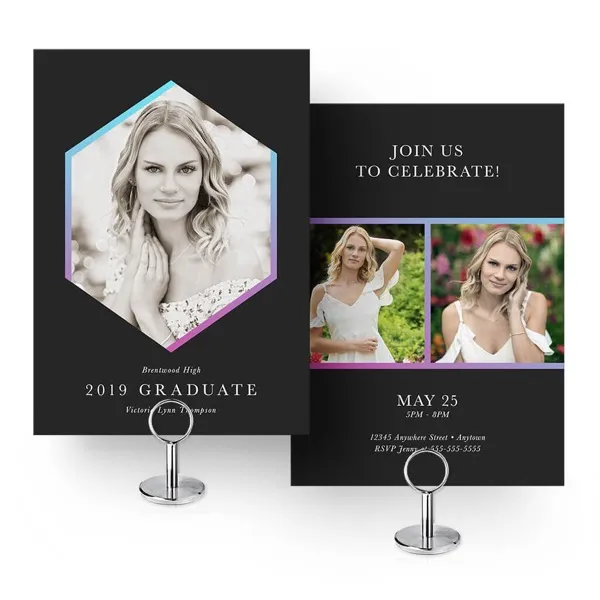 Brentwood High
2019 GRADUATE
Victoria Lynn Thompson
JOIN US
TO CELEBRATE!
MAY 25
5PM - 8PM
12345 Anywhere Street • Anytown
RSVP Jenny at 555-555-5555